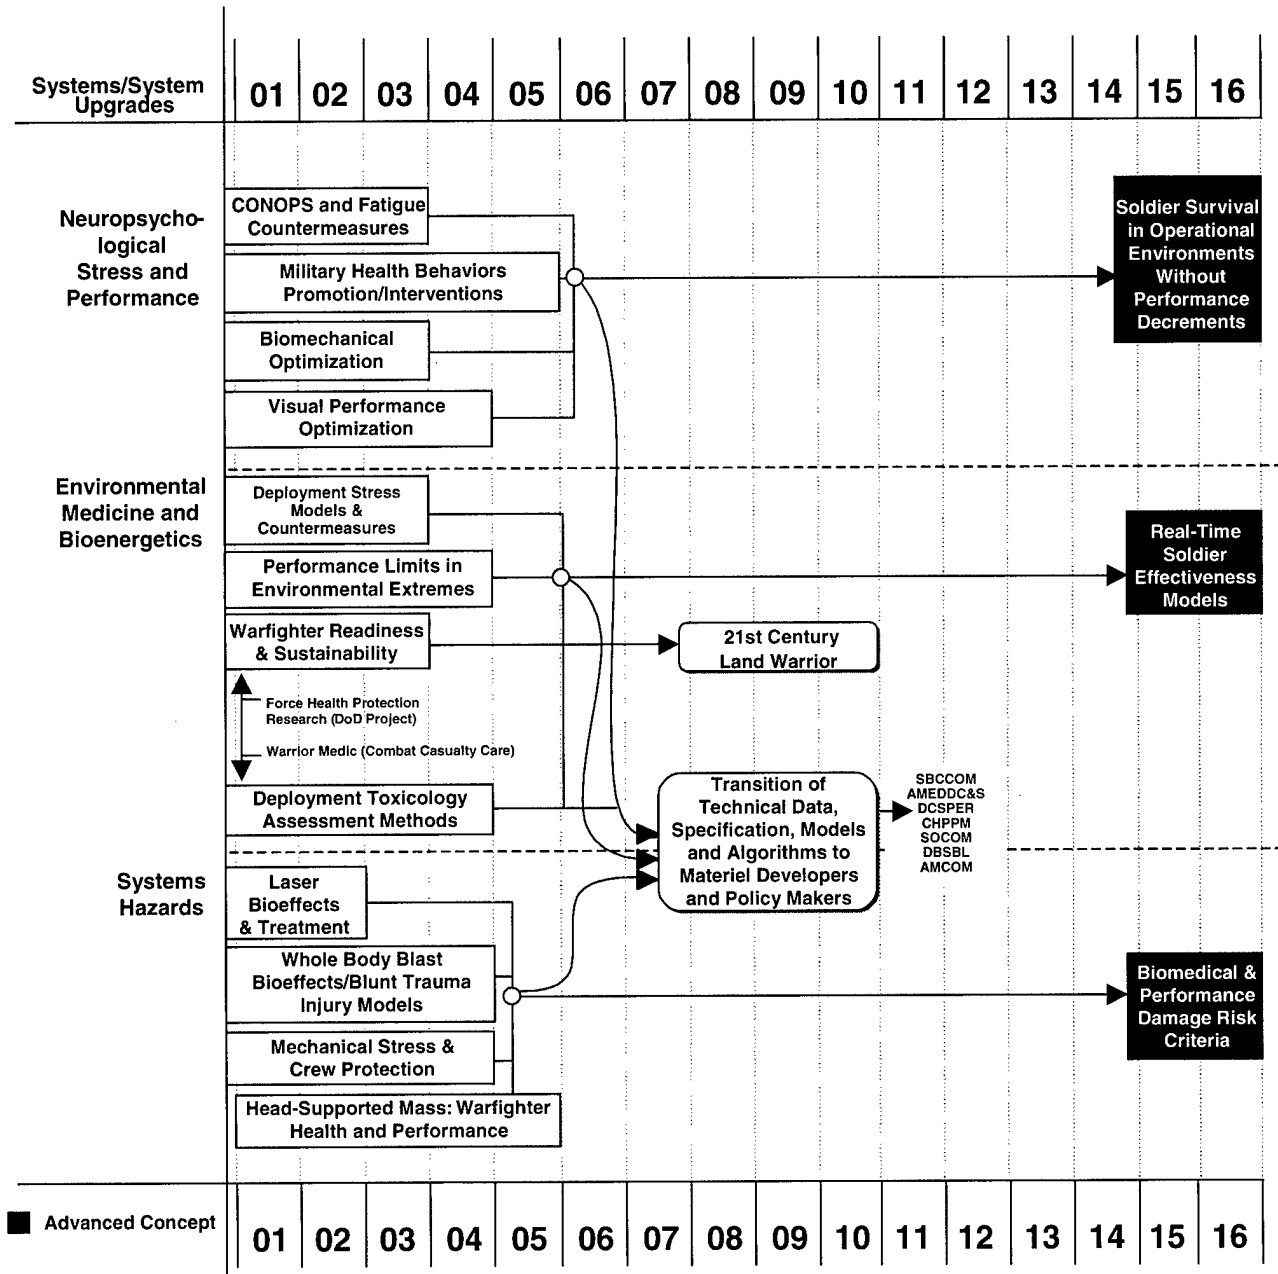 Systems/System
Upgrades
01 02 03 04 05 06 07 08 09 10 11 12 13 14 15 16
Neuropsycho-
logical
Stress and
Performance
CONOPS and Fatigue
Countermeasures
Military Health Behaviors
Promotion/Interventions
Biomechanical
Optimization
Visual Performance
Optimization
Soldier Survival
in Operational
Environments
Without
Performance
Decrements
Environmental
Medicine and
Bioenergetics
Deployment Stress
Models &
Countermeasures
Performance Limits in
Environmental Extremes
Real-Time
Soldier
Effectiveness
Models
Warfighter Readiness
& Sustainability
21st Century
Land Warrior
Force Health Protection
Research (DoD Project)
Warrior Medic (Combat Casualty Care)
Deployment Toxicology
Assessment Methods
Transition of
Technical Data,
Specification, Models
and Algorithms to
Materiel Developers
and Policy Makers
SBCCOM
AMEDDC&S
DCSPER
CHPPM
SOCOM
DBSBL
AMCOM
Systems
Hazards
Laser
Bioeffects
& Treatment
Whole Body Blast
Bioeffects/Blunt Trauma
Injury Models
Mechanical Stress &
Crew Protection
Head-Supported Mass: Warfighter
Health and Performance
Biomedical &
Performance
Damage Risk
Criteria
Advanced Concept
01 02 03 04 05 06 07 08 09 10 11 12 13 14 15 16